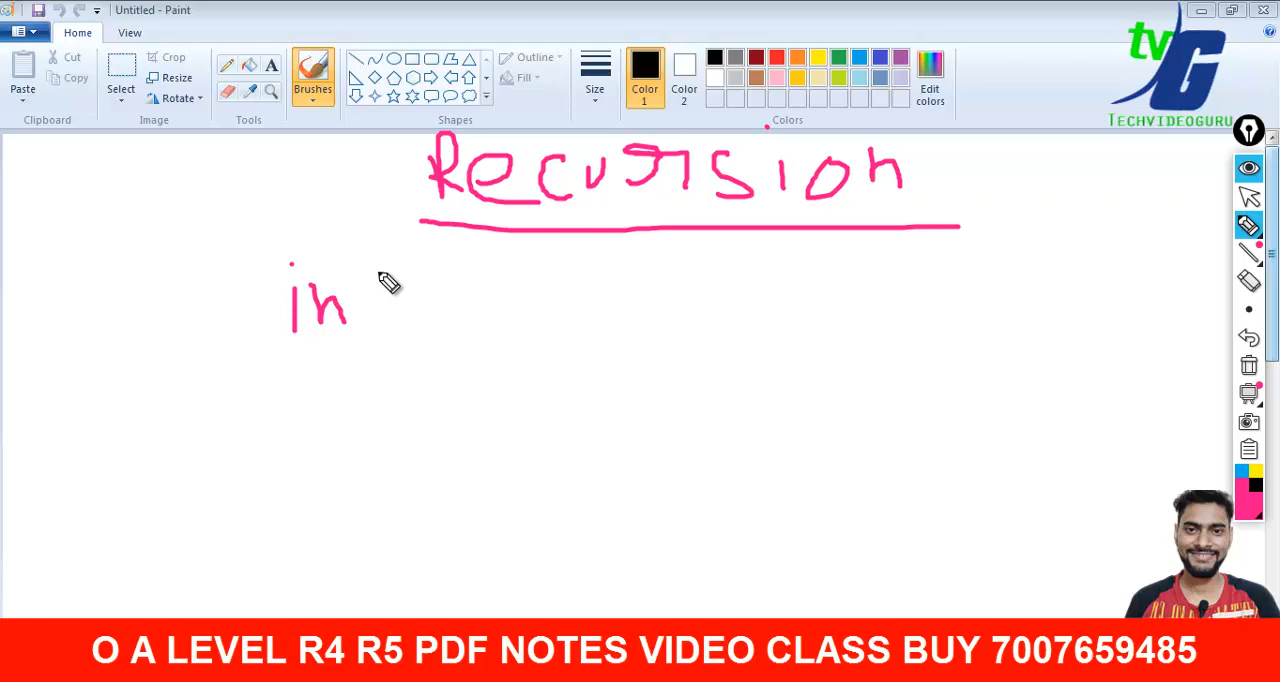 Untitled - Paint
Home View
Cut
Copy
Paste
Clipboard
Crop
Resize
Rotate
Select
Image
Tools
Brushes
Shapes
Outline
Fill
Size
Color 1
Color 2
Edit colors
Colors
tv G
TECHVIDEOGURU
Recursion
in
O A LEVEL R4 R5 PDF NOTES VIDEO CLASS BUY 7007659485